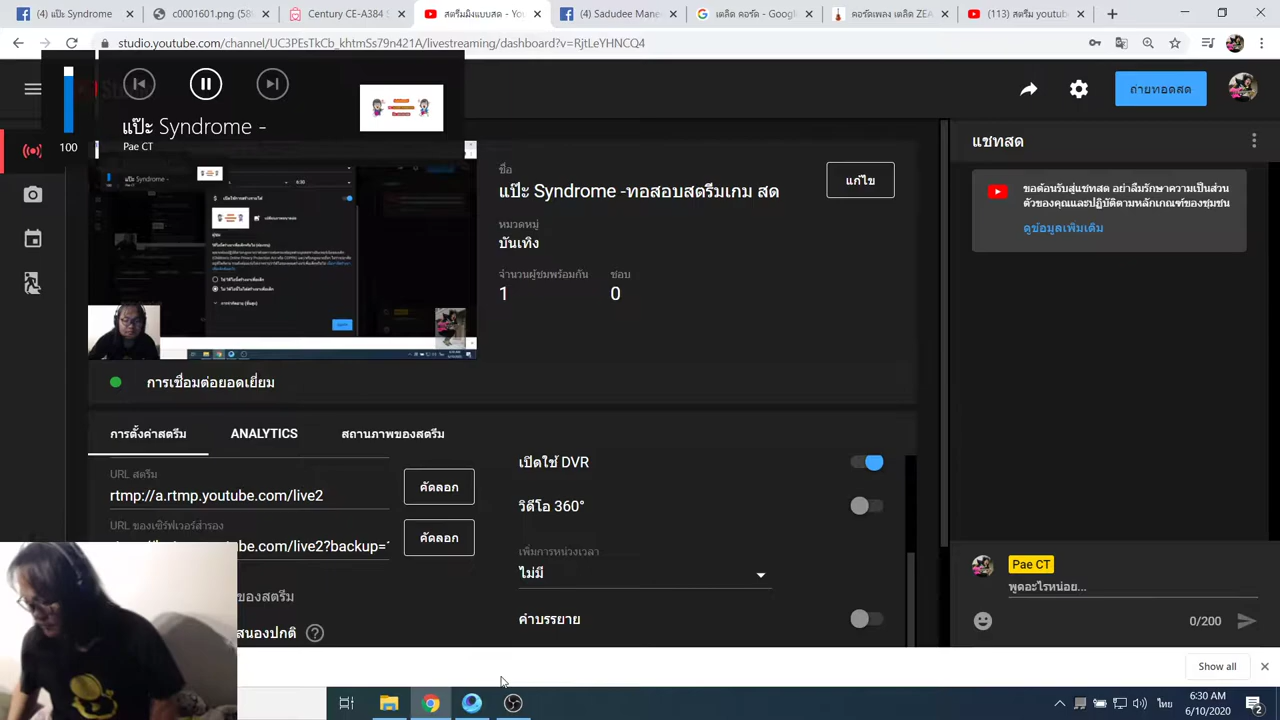 (4) Facebook
c000161.png (58
Century CE-A384 S
สตรีมมิงแบบสด - You
(4) Sadudee Mane
เดลีด คอร์ด - Google
คอร์ดเพลง เดลีด ZEA
(113) สตรีม youtub
studio.youtube.com/channel/UC3PEsTkCb_khtmSs79n421A/livestreaming/dashboard?v=RjtLeYHNCQ4
100
แป๊ะ Syndrome -
Pae CT
ถ่ายทอดสด
ชื่อ
แป๊ะ Syndrome -ทอสอบสตรีมเกม สด
แก้ไข
หมวดหมู่
บันเทิง
จำนวนผู้ชมพร้อมกัน
ชอบ
1
0
แชทสด
ขอต้อนรับสู่แชทสด อย่าลืมรักษาความเป็นส่วน
ตัวของคุณและปฏิบัติตามหลักเกณฑ์ของชุมชน
ดูข้อมูลเพิ่มเติม
การเชื่อมต่อยอดเยี่ยม
การตั้งค่าสตรีม
ANALYTICS
สถานภาพของสตรีม
URL สตรีม
rtmp://a.rtmp.youtube.com/live2
คัดลอก
URL ของเซิร์ฟเวอร์สำรอง
คัดลอก
เปิดใช้ DVR
วิดีโอ 360°
เพิ่มการหน่วงเวลา
ไม่มี
คำบรรยาย
ของสตรีม
สนองปกติ
Pae CT
พูดอะไรหน่อย...
0/200
Show all
ไทย
6:30 AM
6/10/2020
2